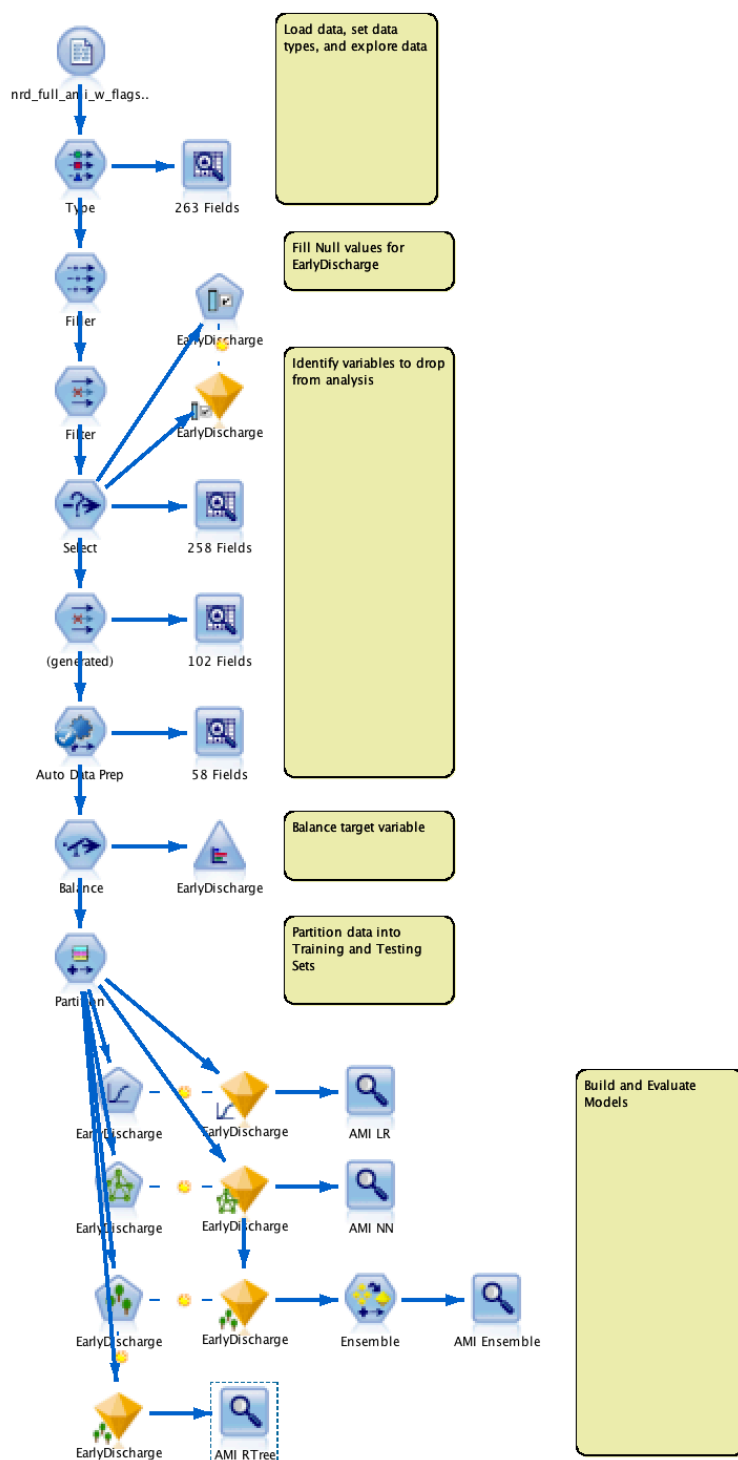 Load data, set data
types, and explore data
nrd_full_ami_w_flags..
Type
263 Fields
Fill Null values for
EarlyDischarge
Filler
EarlyDischarge
Identify variables to drop
from analysis
Filter
EarlyDischarge
Select
258 Fields
(generated)
102 Fields
Auto Data Prep
58 Fields
Balance target variable
Balance
EarlyDischarge
Partition data into
Training and Testing
Sets
Partition
Build and Evaluate
Models
EarlyDischarge
EarlyDischarge
AMI LR
EarlyDischarge
EarlyDischarge
AMI NN
EarlyDischarge
EarlyDischarge
Ensemble
AMI Ensemble
EarlyDischarge
AMI RTree